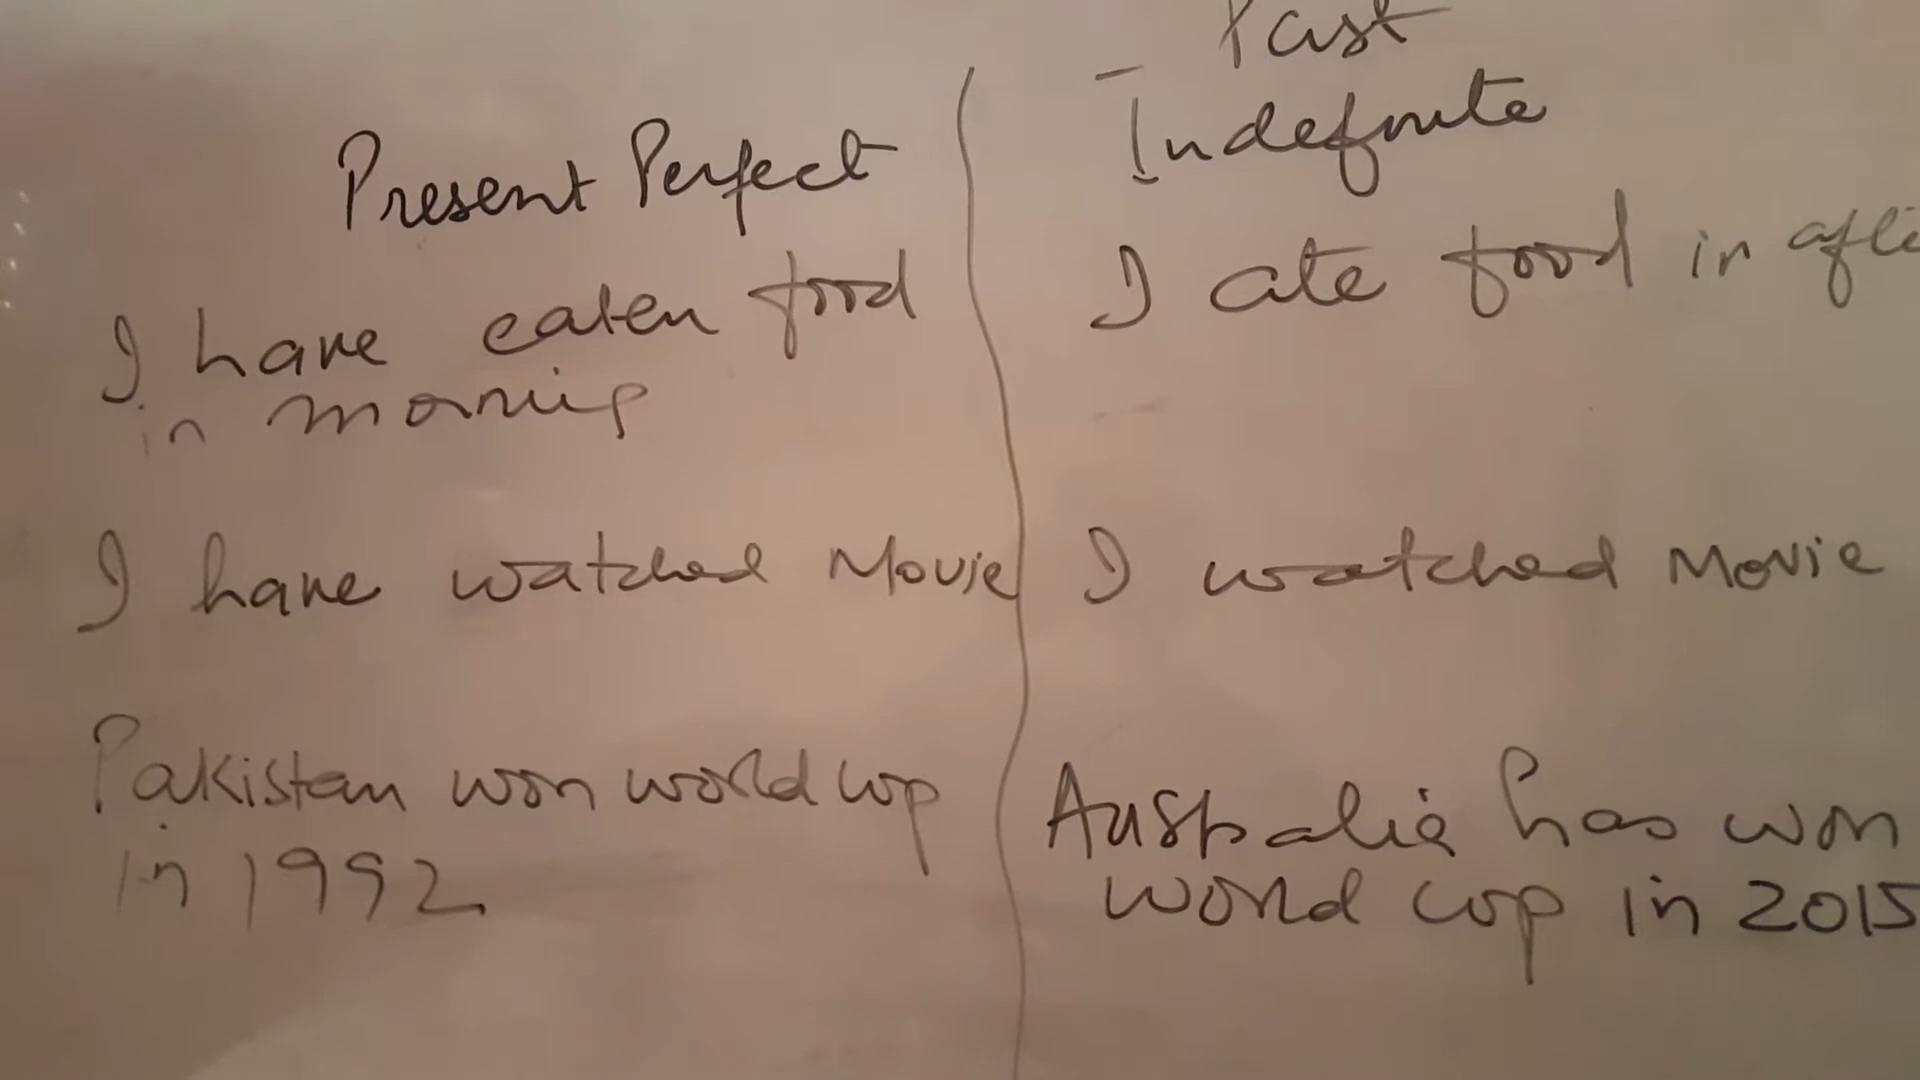 Present Perfect
I have eaten food
in morning
I have watched Movie
Pakistan won world cup
in 1992
Past
Indefinite
I ate food in
I watched Movie
Australia has won
world cup in 2015